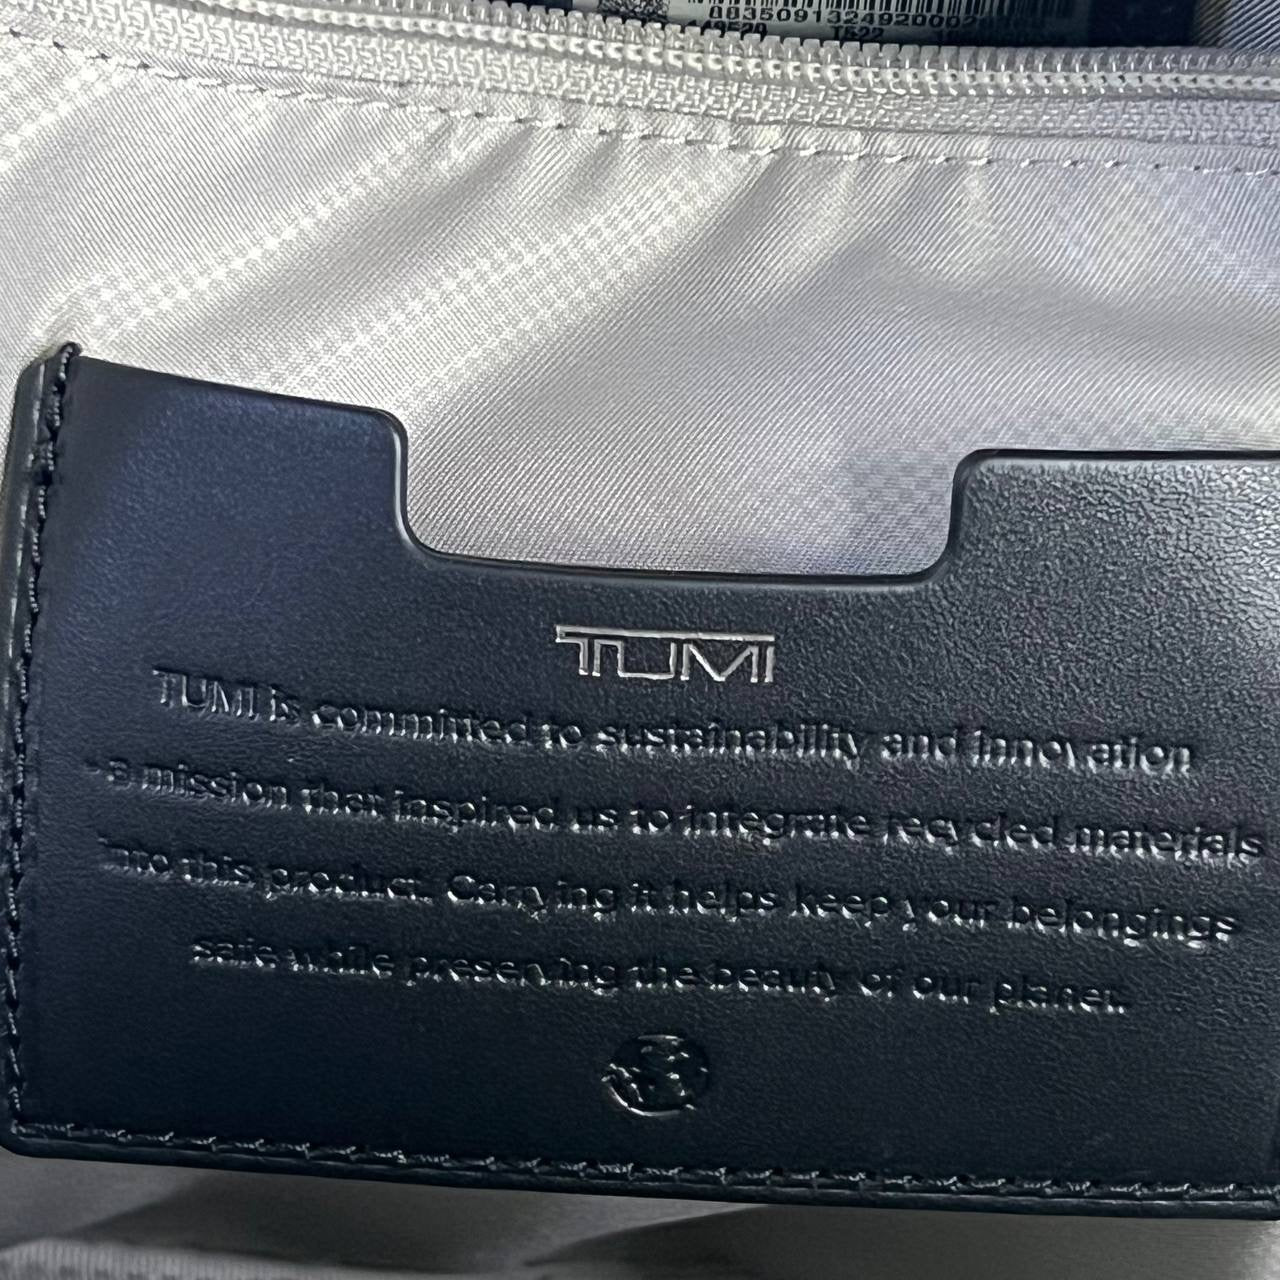 TUMI
TUMI is committed to sustainability and innovation
- a mission that inspired us to integrate recycled materials
into this product. Carrying it helps keep your belongings
safe while preserving the beauty of our planet.